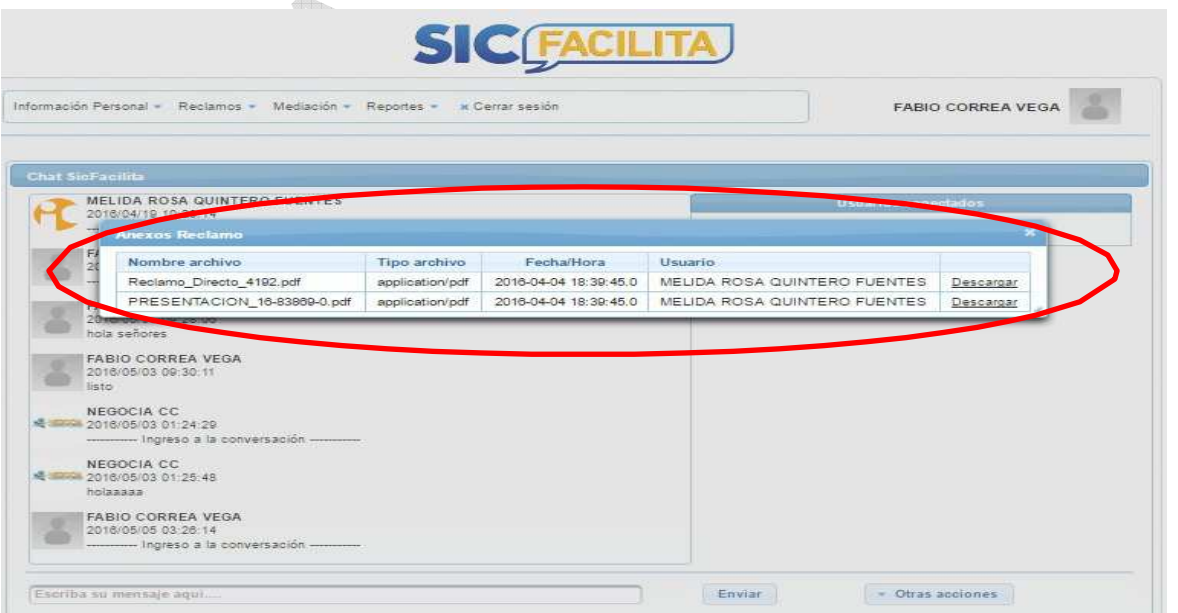 SIC FACILITA
Información Personal Reclamos Mediación Reportes Cerrar sesión
FABIO CORREA VEGA
Chat SicFacilita
MELIDA ROSA QUINTERO FUENTES
2016/04/19
Anexos Reclamo
Nombre archivo Tipo archivo Fecha/Hora Usuario
Reclamo_Directo_4192.pdf application/pdf 2016-04-04 18:39:45.0 MELIDA ROSA QUINTERO FUENTES Descargar
PRESENTACION_16-83869-0.pdf application/pdf 2016-04-04 18:39:45.0 MELIDA ROSA QUINTERO FUENTES Descargar
hola señores
FABIO CORREA VEGA
2016/05/03 09:30:11
listo
NEGOCIA CC
2016/05/03 01:24:29
----------- Ingreso a la conversación -----------
NEGOCIA CC
2016/05/03 01:25:48
holaaaaa
FABIO CORREA VEGA
2016/05/05 03:26:14
----------- Ingreso a la conversación -----------
Escriba su mensaje aqui....
Enviar
Otras acciones